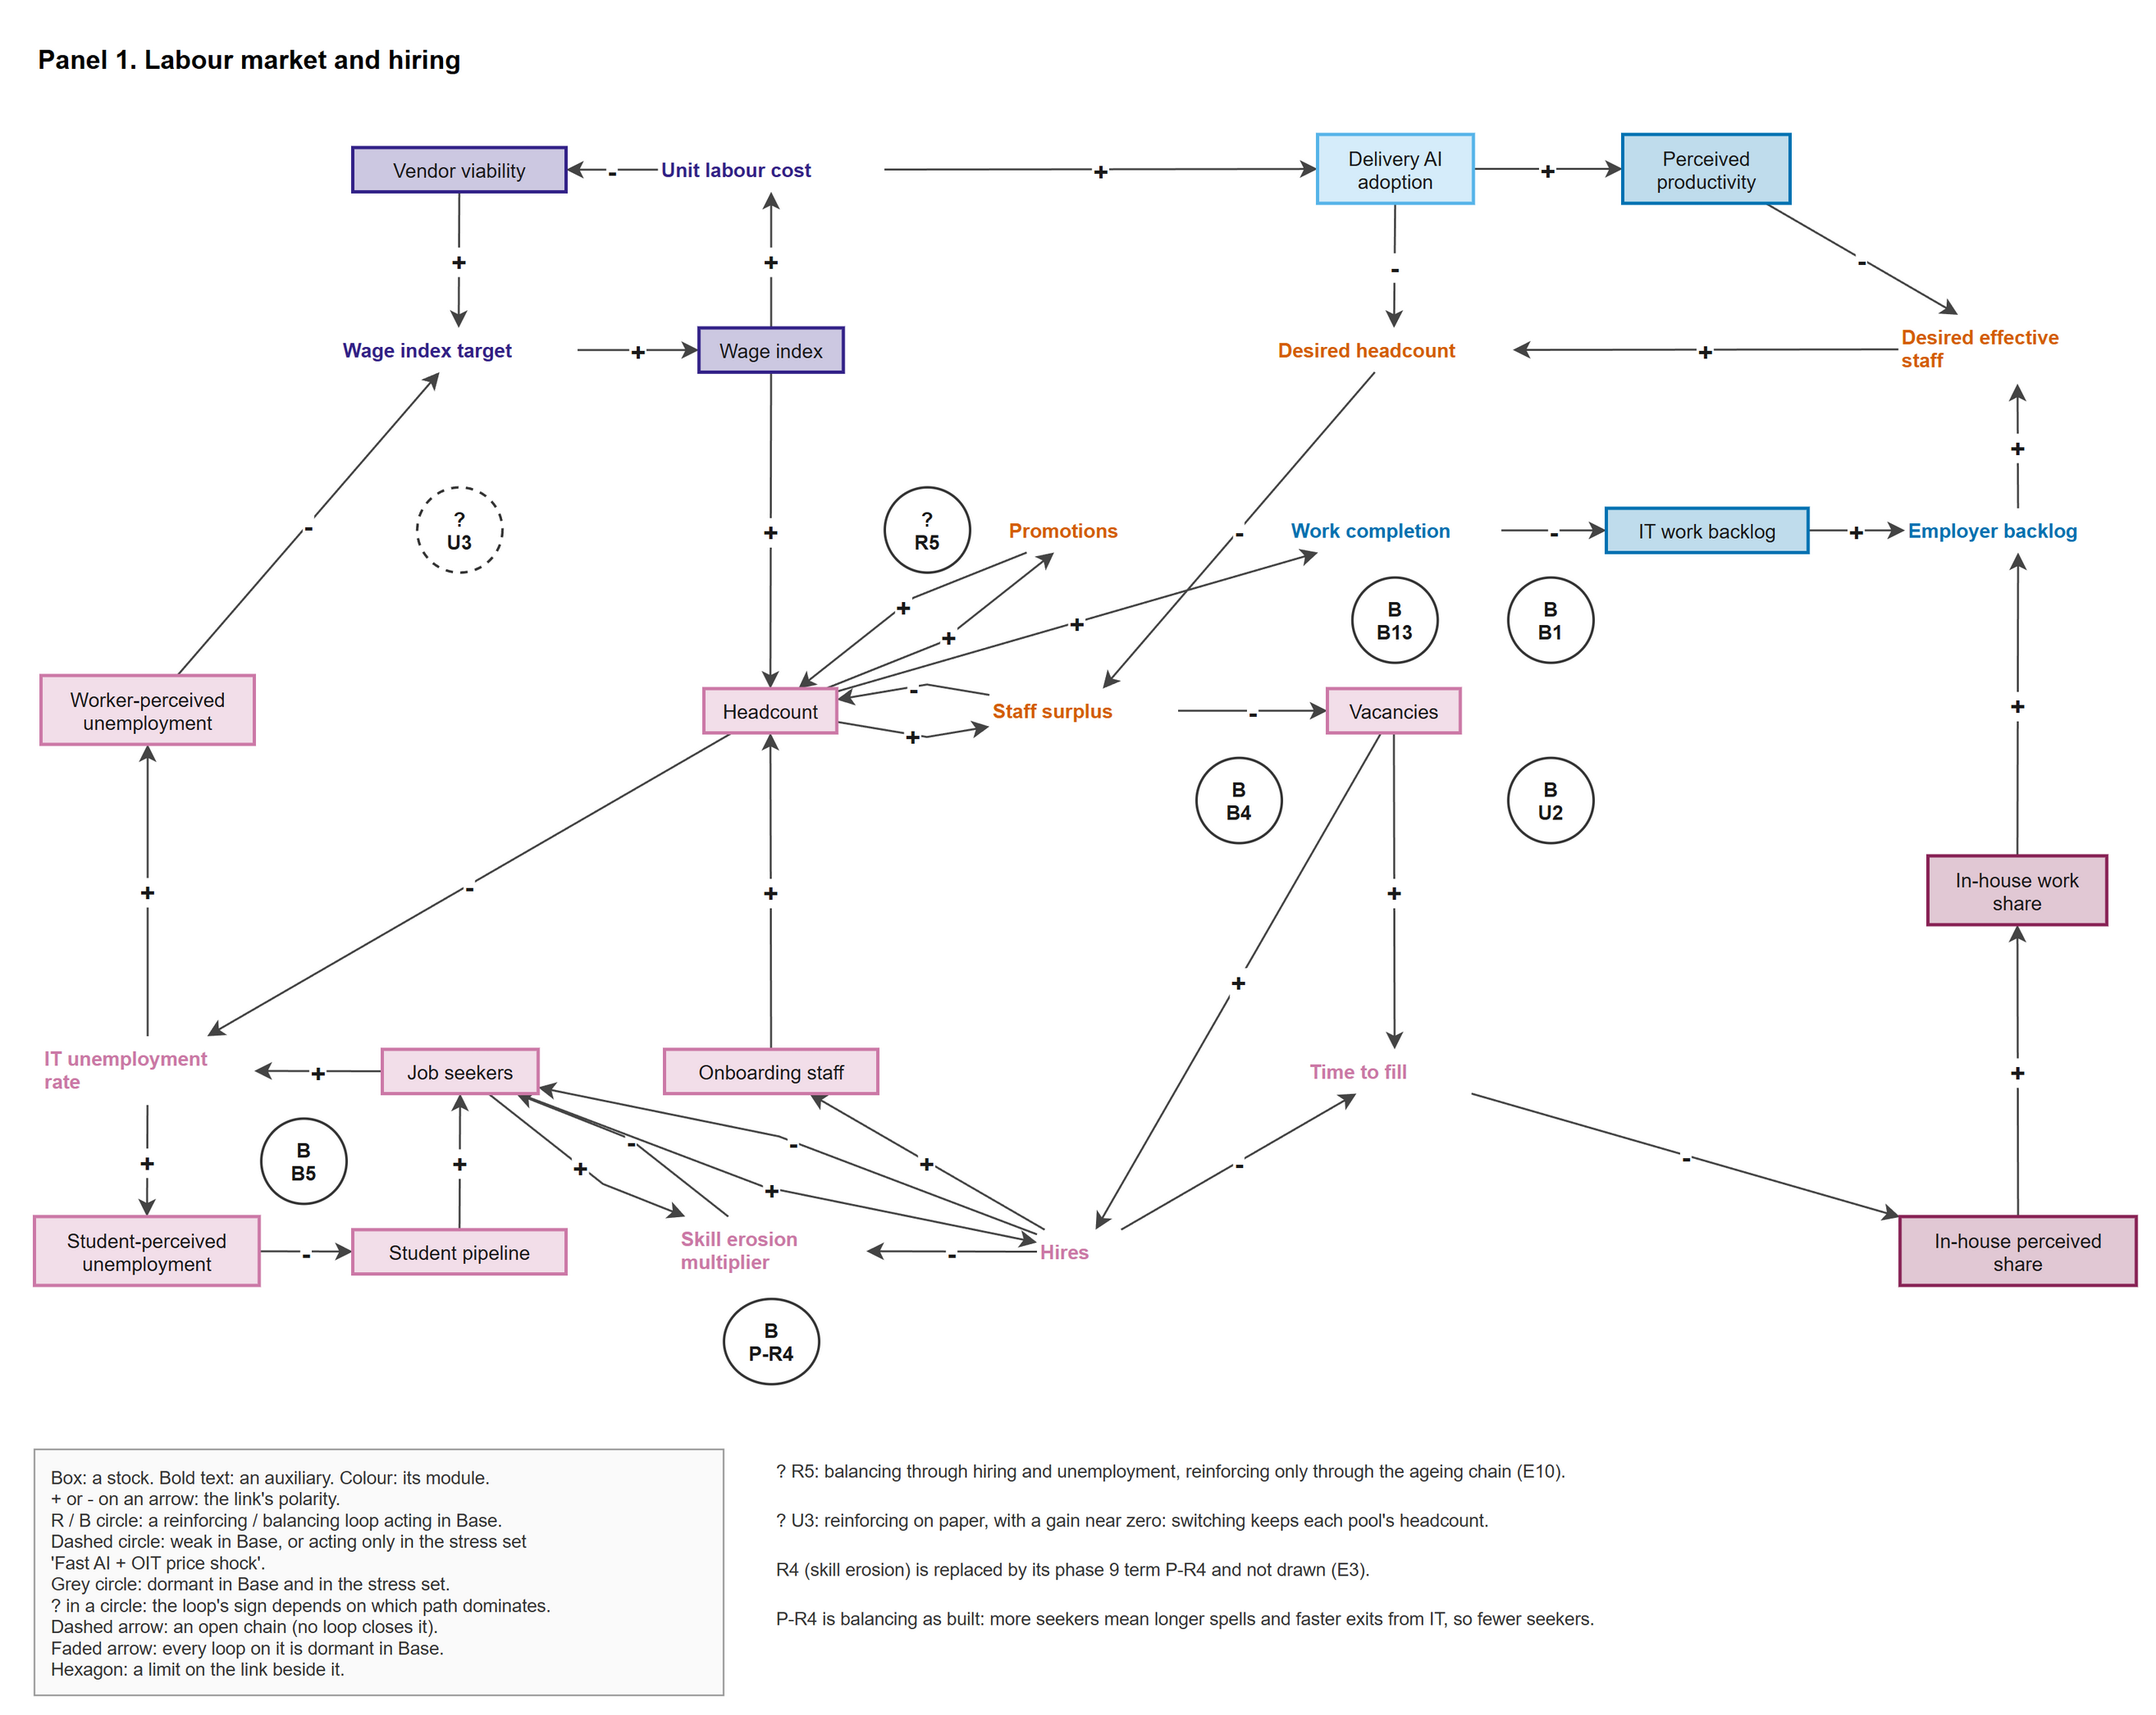 Panel 1. Labour market and hiring
Vendor viability
-
Unit labour cost
+
Delivery AI
adoption
+
Perceived
productivity
+
+
-
-
Wage index target
+
Wage index
Desired headcount
+
Desired effective
staff
+
-
?
U3
+
?
R5
Promotions
-
Work completion
-
IT work backlog
+
Employer backlog
+
+
+
B
B13
B
B1
Worker-perceived
unemployment
Headcount
-
+
Staff surplus
-
Vacancies
+
B
B4
B
U2
+
-
+
+
+
In-house work
share
IT unemployment
rate
+
Job seekers
Onboarding staff
Time to fill
+
+
B
B5
+
+
-
-
+
+
-
-
Student-perceived
unemployment
-
Student pipeline
Skill erosion
multiplier
-
Hires
In-house perceived
share
B
P-R4
Box: a stock. Bold text: an auxiliary. Colour: its module.
+ or - on an arrow: the link's polarity.
R / B circle: a reinforcing / balancing loop acting in Base.
Dashed circle: weak in Base, or acting only in the stress set
'Fast AI + OIT price shock'.
Grey circle: dormant in Base and in the stress set.
? in a circle: the loop's sign depends on which path dominates.
Dashed arrow: an open chain (no loop closes it).
Faded arrow: every loop on it is dormant in Base.
Hexagon: a limit on the link beside it.
? R5: balancing through hiring and unemployment, reinforcing only through the ageing chain (E10).
? U3: reinforcing on paper, with a gain near zero: switching keeps each pool's headcount.
R4 (skill erosion) is replaced by its phase 9 term P-R4 and not drawn (E3).
P-R4 is balancing as built: more seekers mean longer spells and faster exits from IT, so fewer seekers.